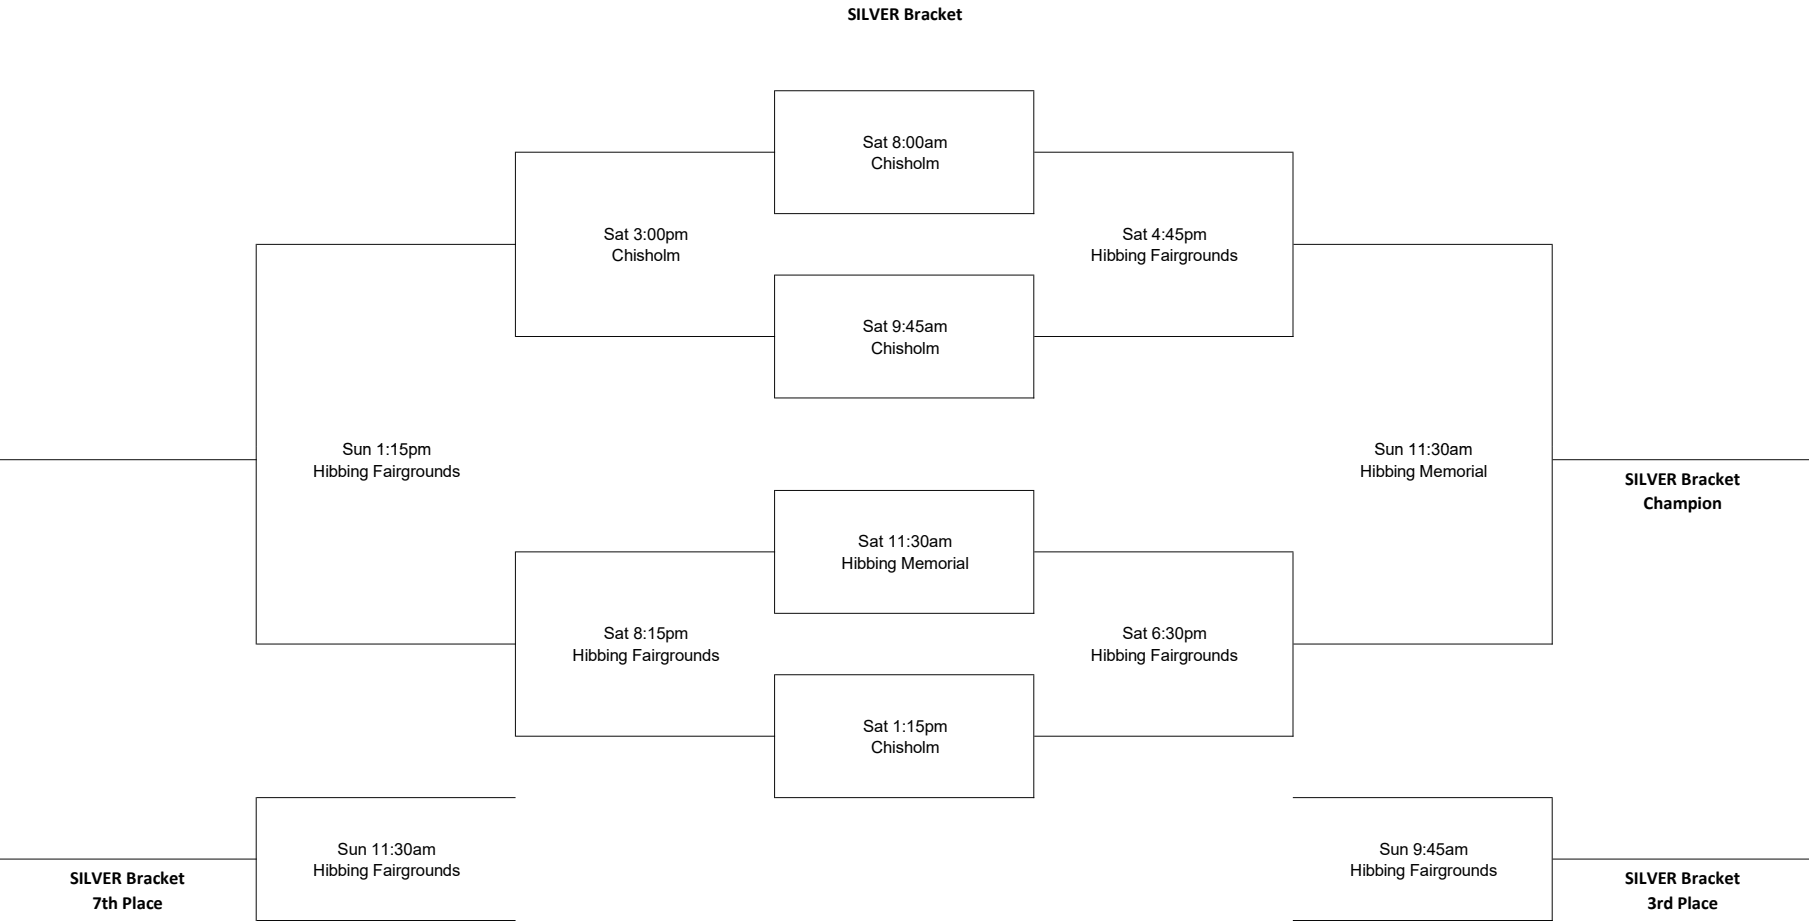 SILVER Bracket
Sat 8:00am
Chisholm
Sat 3:00pm
Chisholm
Sat 4:45pm
Hibbing Fairgrounds
Sat 9:45am
Chisholm
Sun 1:15pm
Hibbing Fairgrounds
Sun 11:30am
Hibbing Memorial
SILVER Bracket
Champion
Sat 11:30am
Hibbing Memorial
Sat 8:15pm
Hibbing Fairgrounds
Sat 6:30pm
Hibbing Fairgrounds
Sat 1:15pm
Chisholm
Sun 11:30am
Hibbing Fairgrounds
Sun 9:45am
Hibbing Fairgrounds
SILVER Bracket
7th Place
SILVER Bracket
3rd Place